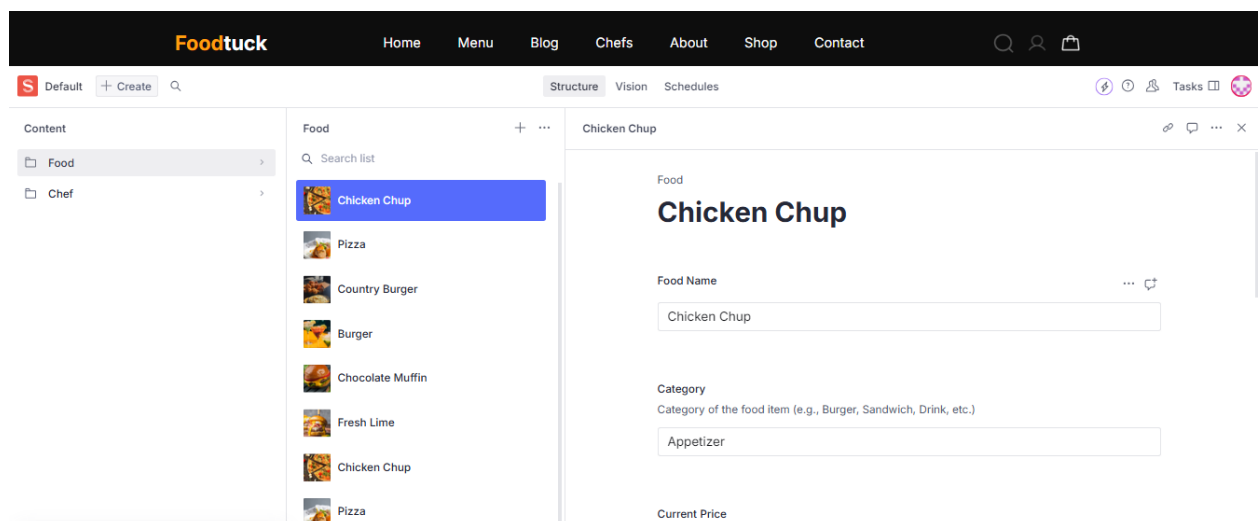 Foodtuck Home Menu Blog Chefs About Shop Contact
S Default + Create Structure Vision Schedules Tasks
Content
Food
Chef
Food
Search list
Chicken Chup
Pizza
Country Burger
Burger
Chocolate Muffin
Fresh Lime
Chicken Chup
Pizza
Chicken Chup
Food
Chicken Chup
Food Name
Chicken Chup
Category
Category of the food item (e.g., Burger, Sandwich, Drink, etc.)
Appetizer
Current Price